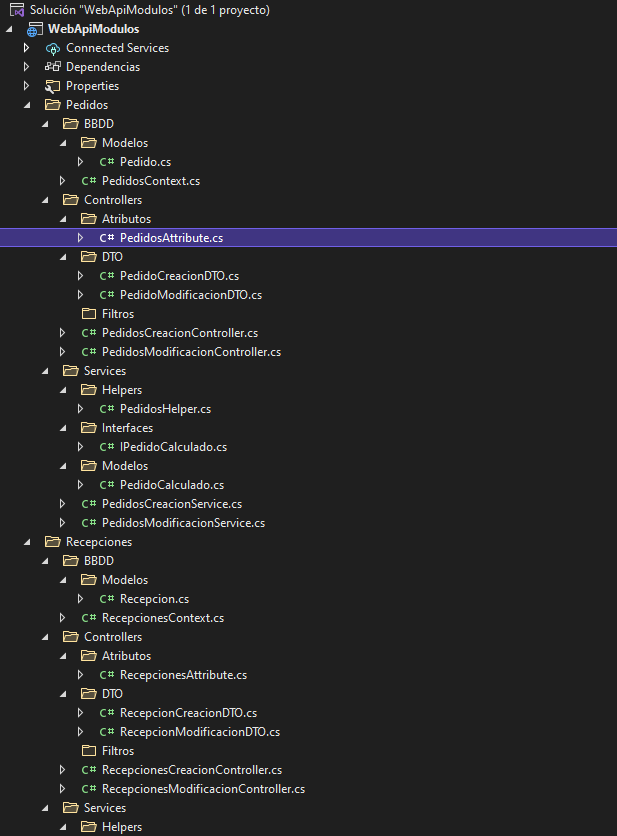 Solución "WebApiModulos" (1 de 1 proyecto)
WebApiModulos
Connected Services
Dependencias
Properties
Pedidos
BBDD
Modelos
C# Pedido.cs
C# PedidosContext.cs
Controllers
Atributos
C# PedidosAttribute.cs
DTO
C# PedidoCreacionDTO.cs
C# PedidoModificacionDTO.cs
Filtros
C# PedidosCreacionController.cs
C# PedidosModificacionController.cs
Services
Helpers
C# PedidosHelper.cs
Interfaces
C# IPedidoCalculado.cs
Modelos
C# PedidoCalculado.cs
C# PedidosCreacionService.cs
C# PedidosModificacionService.cs
Recepciones
BBDD
Modelos
C# Recepcion.cs
C# RecepcionesContext.cs
Controllers
Atributos
C# RecepcionesAttribute.cs
DTO
C# RecepcionCreacionDTO.cs
C# RecepcionModificacionDTO.cs
Filtros
C# RecepcionesCreacionController.cs
C# RecepcionesModificacionController.cs
Services
Helpers